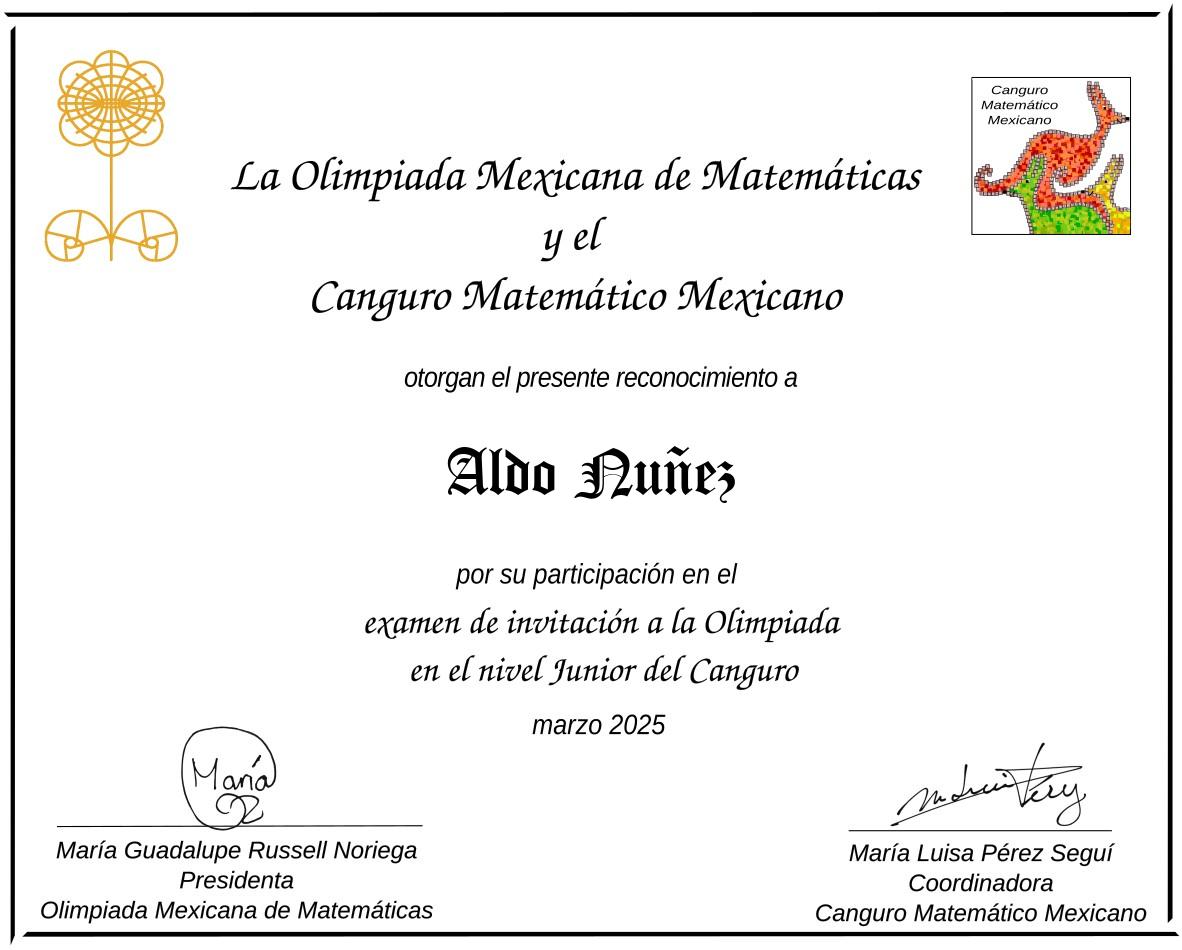 Canguro
Matemático
Mexicano
La Olimpiada Mexicana de Matemáticas
y el
Canguro Matemático Mexicano
otorgan el presente reconocimiento a
Aldo Nuñez
por su participación en el
examen de invitación a la Olimpiada
en el nivel Junior del Canguro
marzo 2025
María
María Guadalupe Russell Noriega
Presidenta
Olimpiada Mexicana de Matemáticas
María Luisa Pérez Seguí
Coordinadora
Canguro Matemático Mexicano